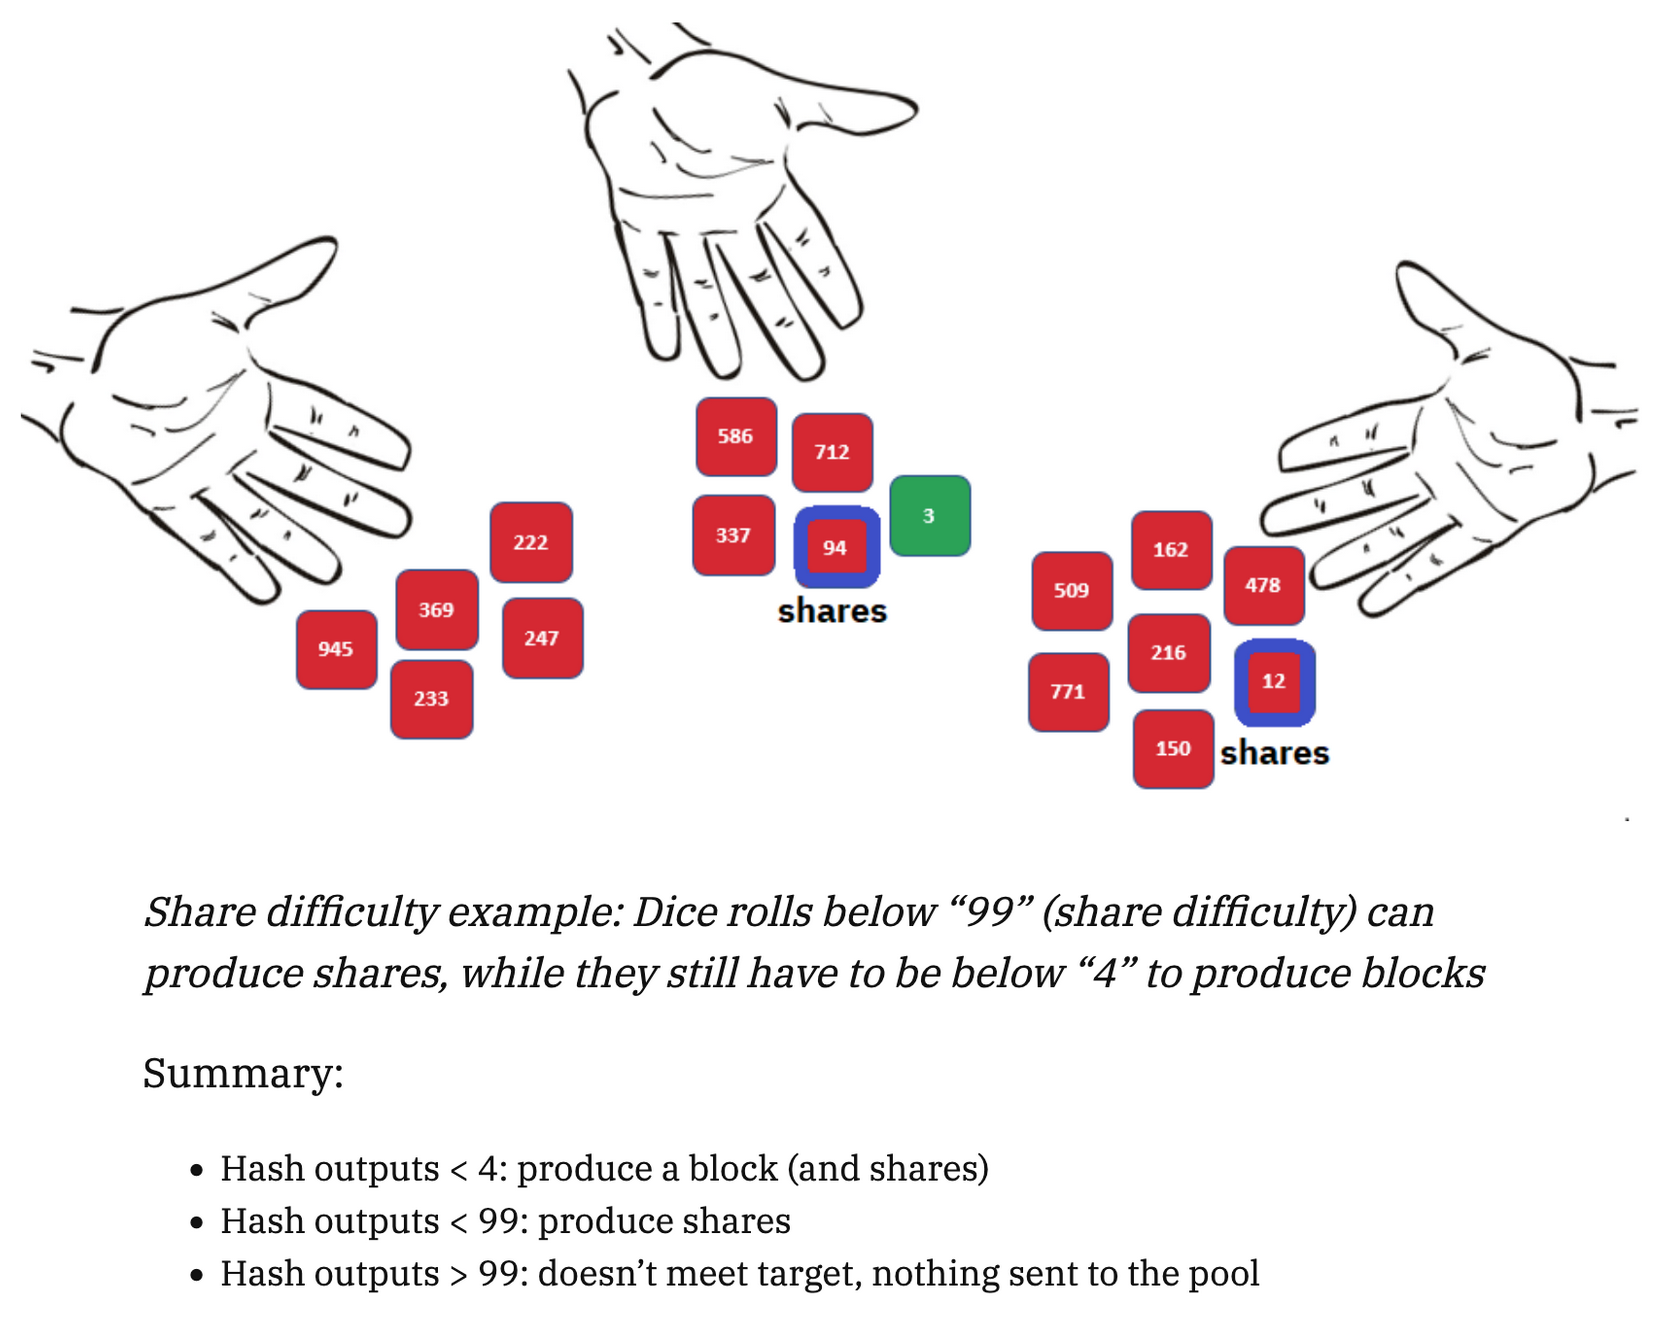 586
712
3
337
94
shares
222
369
247
945
233
162
478
509
216
12
771
150
shares
Share difficulty example: Dice rolls below “99” (share difficulty) can
produce shares, while they still have to be below “4” to produce blocks
Summary:
• Hash outputs < 4: produce a block (and shares)
• Hash outputs < 99: produce shares
• Hash outputs > 99: doesn’t meet target, nothing sent to the pool